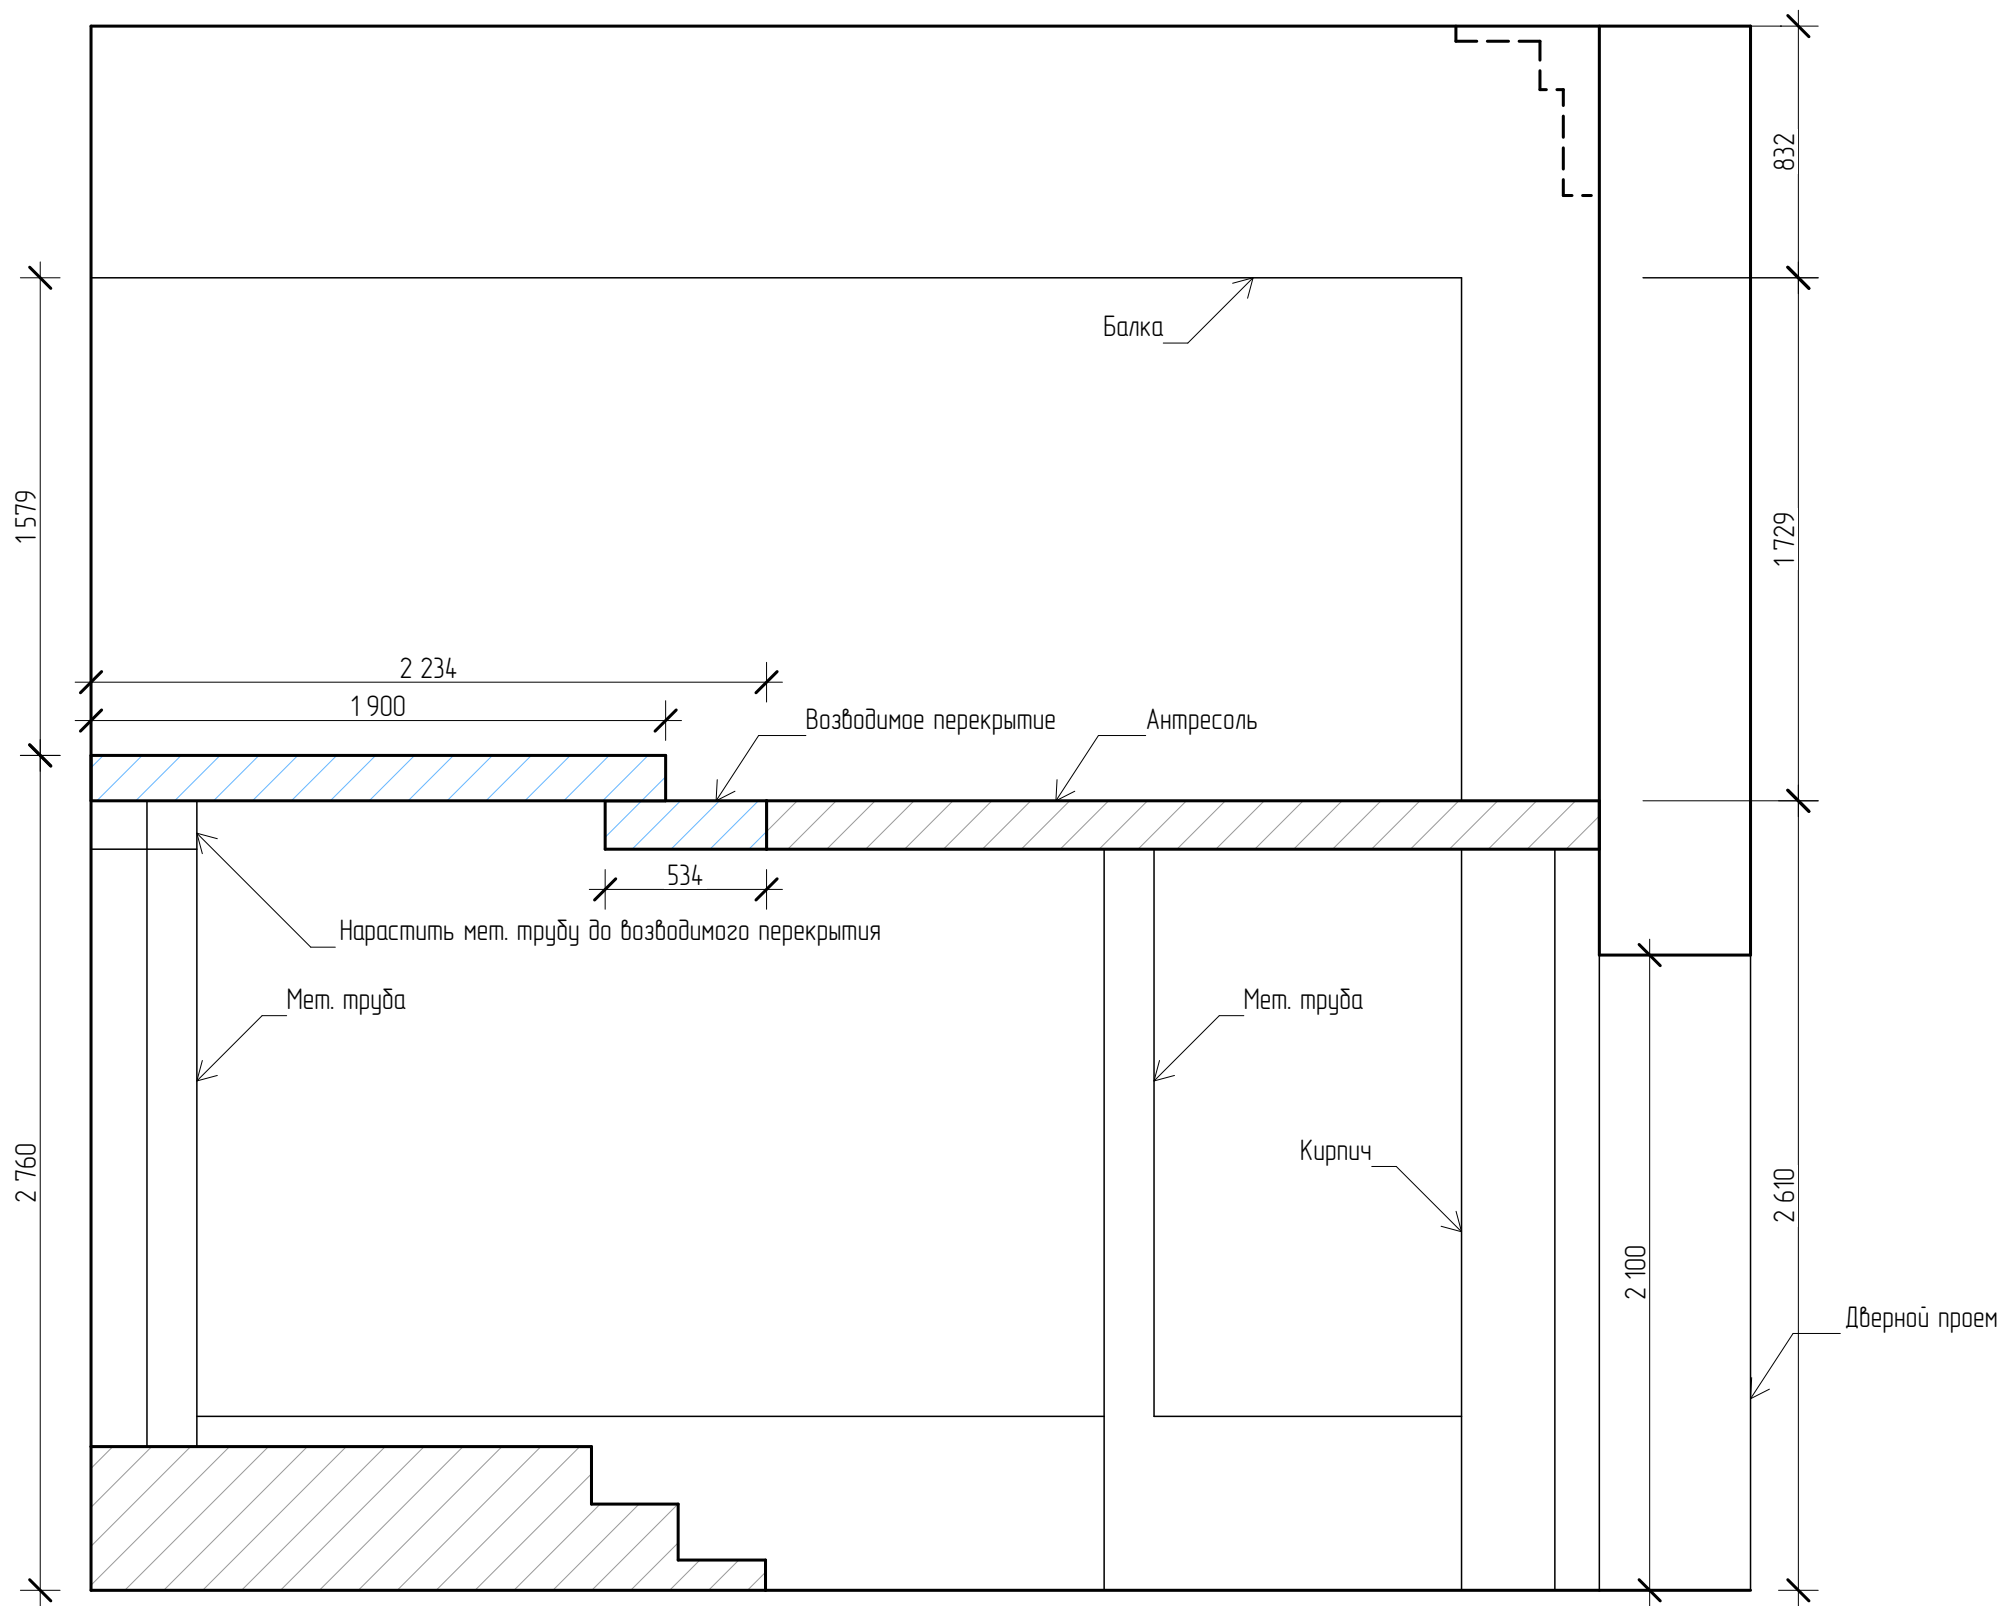 832
Балка
1 579
1 729
2 234
1 900
Возводимое перекрытие
Антресоль
534
Нарастить мет. трубу до возводимого перекрытия
Мет. труба
Мет. труба
2 760
Кирпич
2 610
2 100
Дверной проем